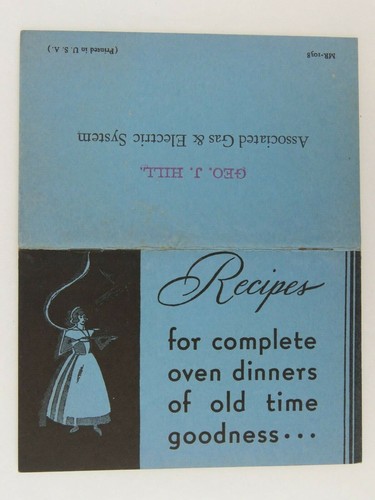 Recipes
for complete
oven dinners
of old time
goodness...
GEO. J. HILL,
Associated Gas & Electric System
MR-1058 (Printed in U. S. A.)